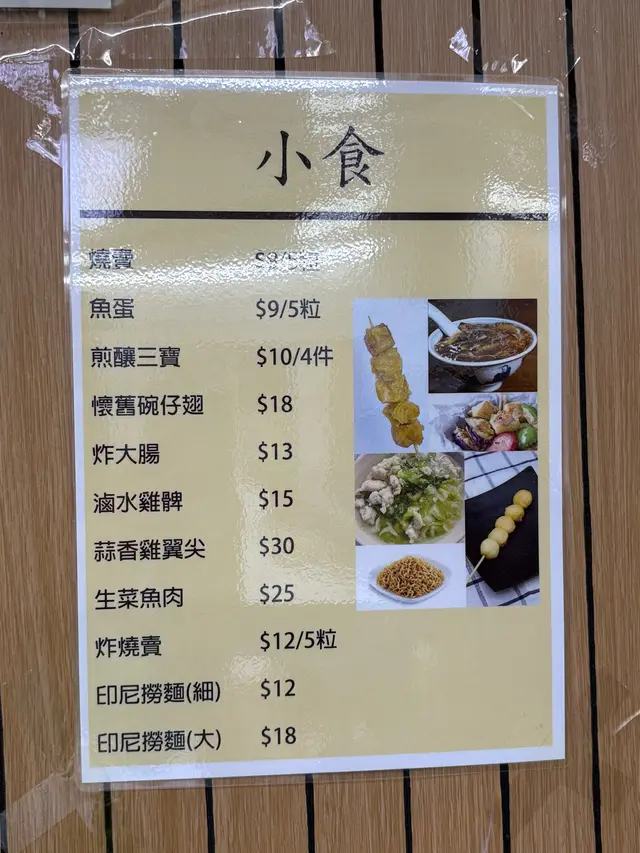 小食
燒賣
魚蛋 $9/5粒
煎釀三寶 $10/4件
懷舊碗仔翅 $18
炸大腸 $13
滷水雞髀 $15
蒜香雞翼尖 $30
生菜魚肉 $25
炸燒賣 $12/5粒
印尼撈麵(細) $12
印尼撈麵(大) $18